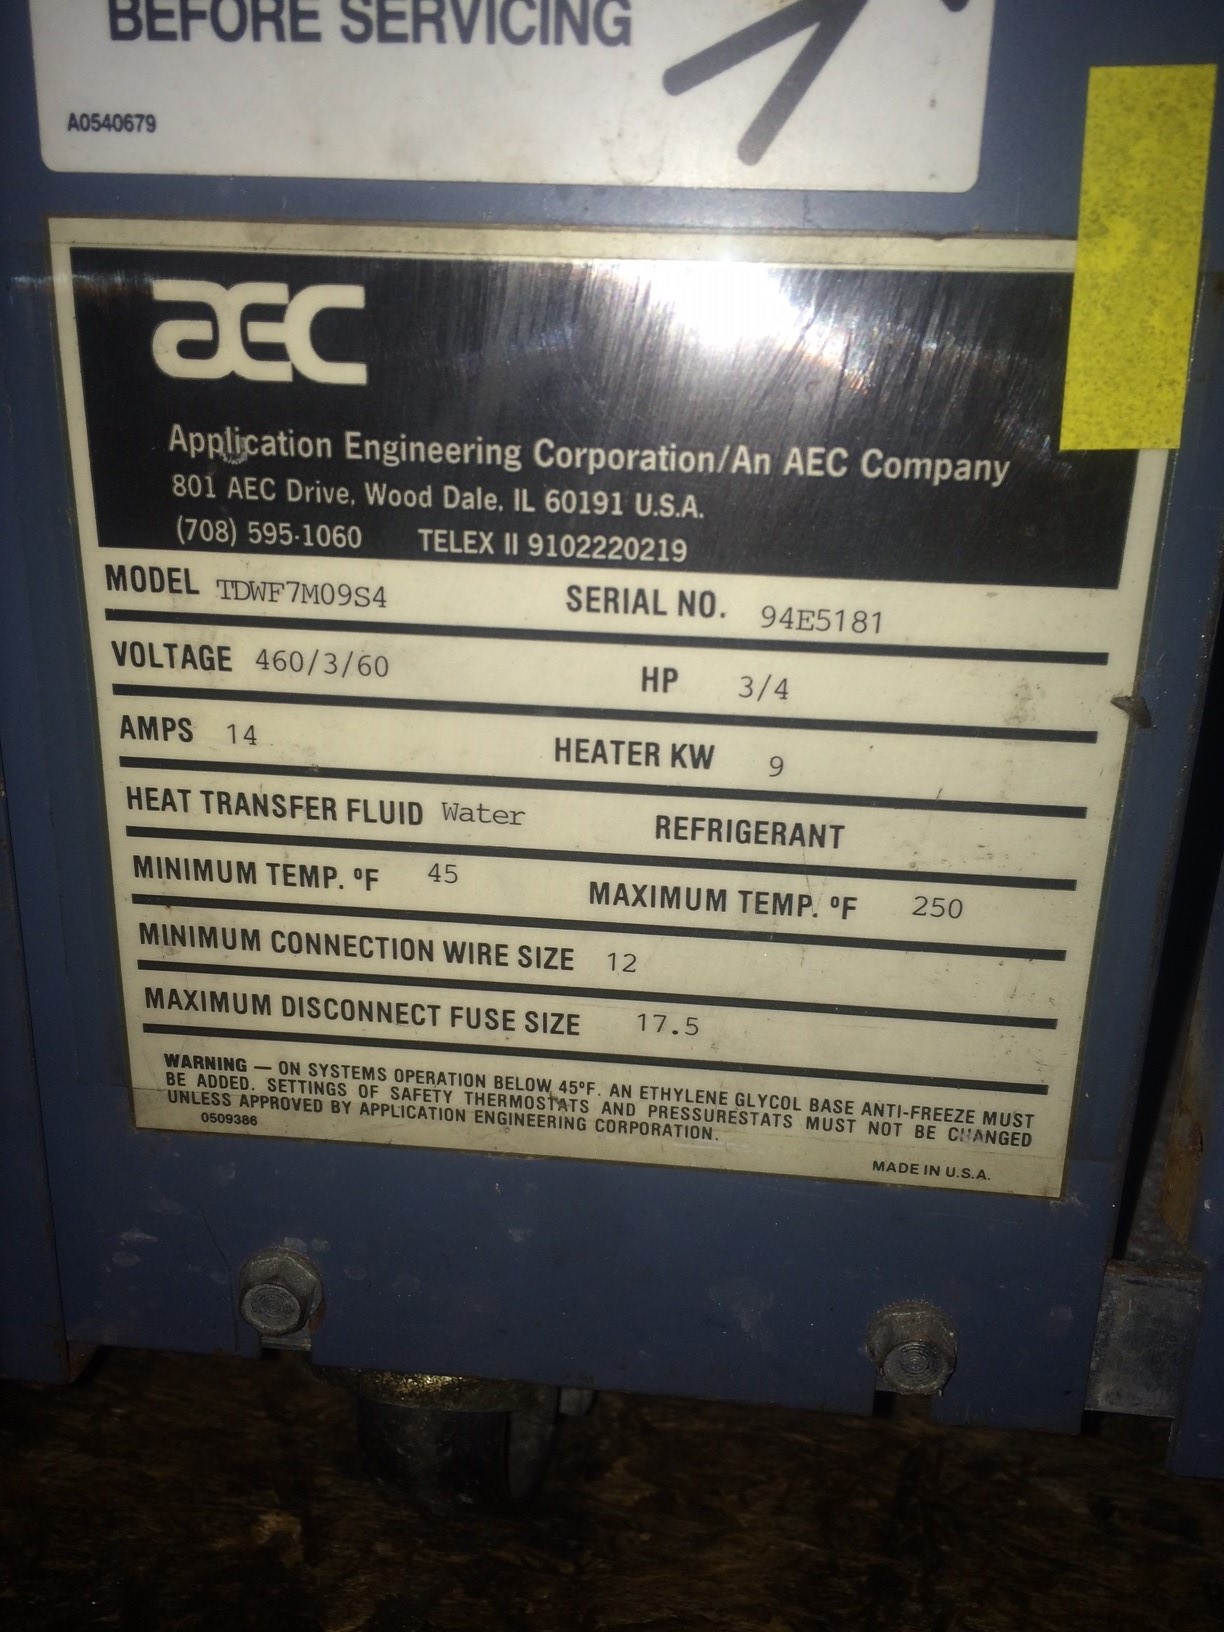 BEFORE SERVICING
A0540679
AEC
Application Engineering Corporation/An AEC Company
801 AEC Drive, Wood Dale, IL 60191 U.S.A.
(708) 595-1060 TELEX II 9102220219
MODEL TDWF7M09S4 SERIAL NO. 94E5181
VOLTAGE 460/3/60 HP 3/4
AMPS 14 HEATER KW 9
HEAT TRANSFER FLUID Water REFRIGERANT
MINIMUM TEMP. ºF 45 MAXIMUM TEMP. ºF 250
MINIMUM CONNECTION WIRE SIZE 12
MAXIMUM DISCONNECT FUSE SIZE 17.5
WARNING — ON SYSTEMS OPERATION BELOW 45ºF. AN ETHYLENE GLYCOL BASE ANTI-FREEZE MUST
BE ADDED. SETTINGS OF SAFETY THERMOSTATS AND PRESSURESTATS MUST NOT BE CHANGED
UNLESS APPROVED BY APPLICATION ENGINEERING CORPORATION.
0509386
MADE IN U.S.A.